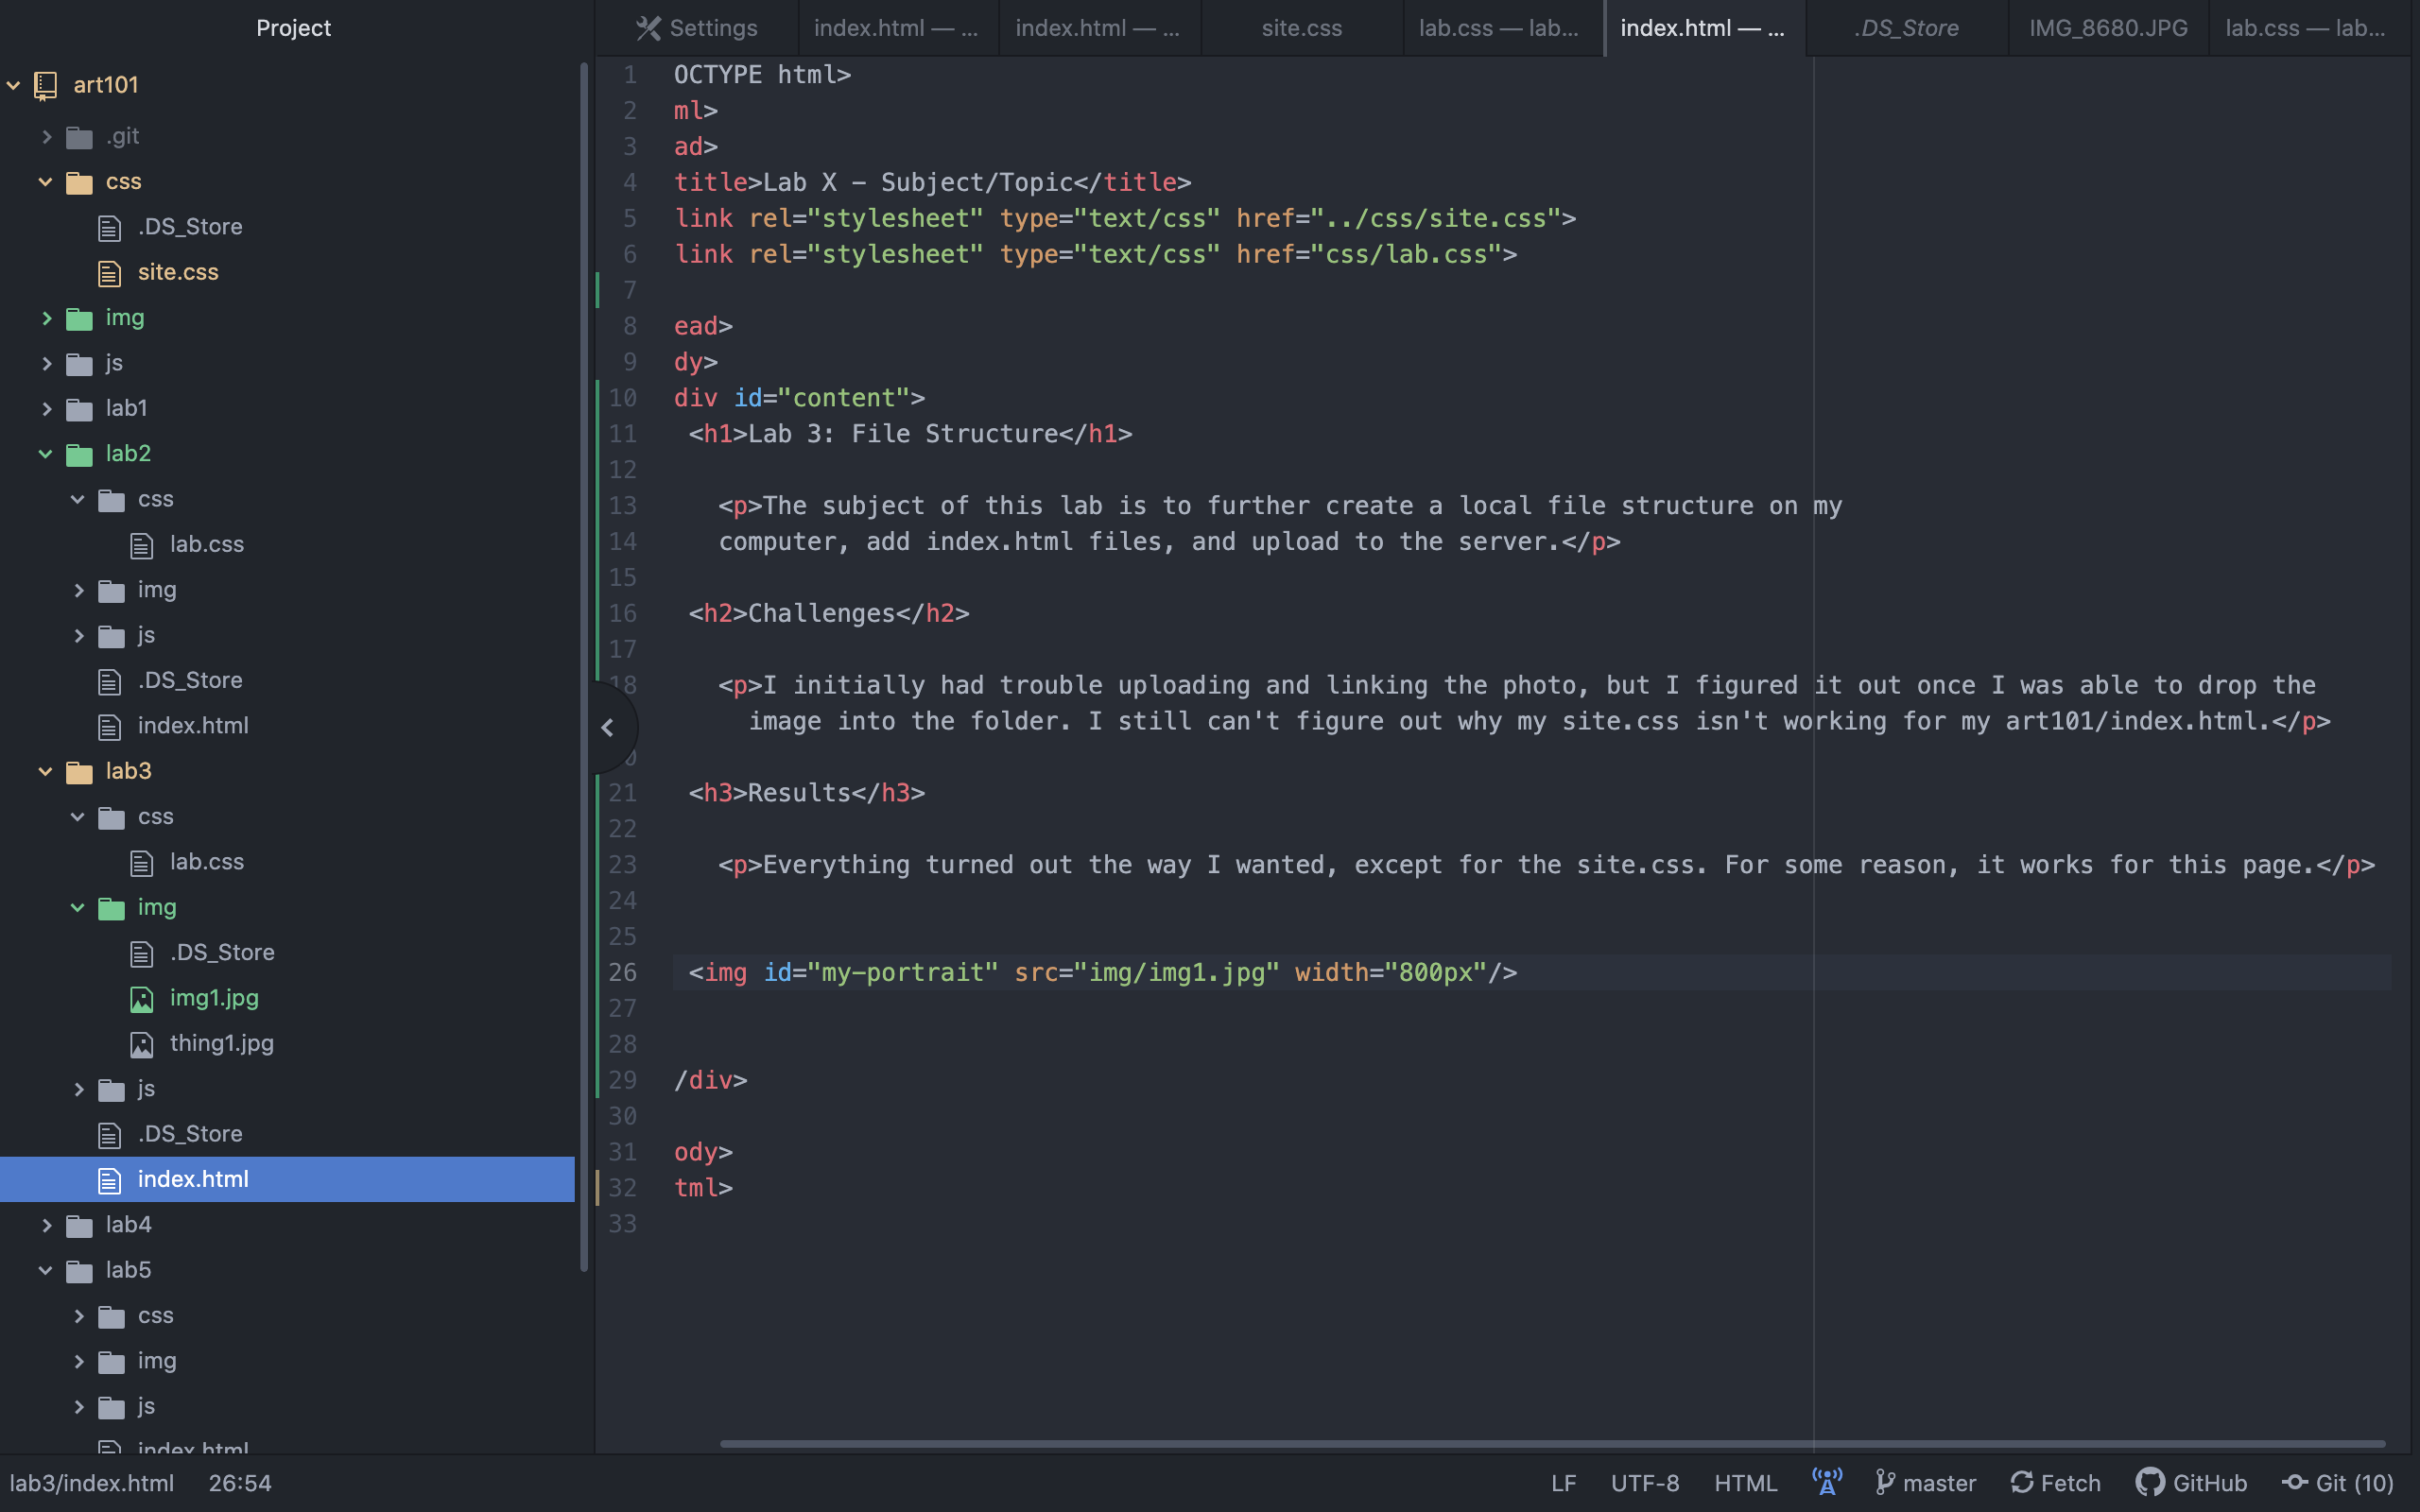 Project
art101
.git
css
.DS_Store
site.css
img
js
lab1
lab2
css
lab.css
img
js
.DS_Store
index.html
lab3
css
lab.css
img
.DS_Store
img1.jpg
thing1.jpg
js
.DS_Store
index.html
lab4
lab5
css
img
js
index.html
Settings
index.html — ...
index.html — ...
site.css
lab.css — lab...
index.html — ...
.DS_Store
IMG_8680.JPG
lab.css — lab...
1 OCTYPE html>
2 ml>
3 ad>
4 title>Lab X – Subject/Topic</title>
5 link rel="stylesheet" type="text/css" href="../css/site.css">
6 link rel="stylesheet" type="text/css" href="css/lab.css">
7
8 ead>
9 dy>
10 div id="content">
11 <h1>Lab 3: File Structure</h1>
12
13 <p>The subject of this lab is to further create a local file structure on my
14 computer, add index.html files, and upload to the server.</p>
15
16 <h2>Challenges</h2>
17
18 <p>I initially had trouble uploading and linking the photo, but I figured it out once I was able to drop the
image into the folder. I still can't figure out why my site.css isn't working for my art101/index.html.</p>
0
21 <h3>Results</h3>
22
23 <p>Everything turned out the way I wanted, except for the site.css. For some reason, it works for this page.</p>
24
25
26 <img id="my-portrait" src="img/img1.jpg" width="800px"/>
27
28
29 /div>
30
31 ody>
32 tml>
33
lab3/index.html 26:54 LF UTF-8 HTML master Fetch GitHub Git (10)